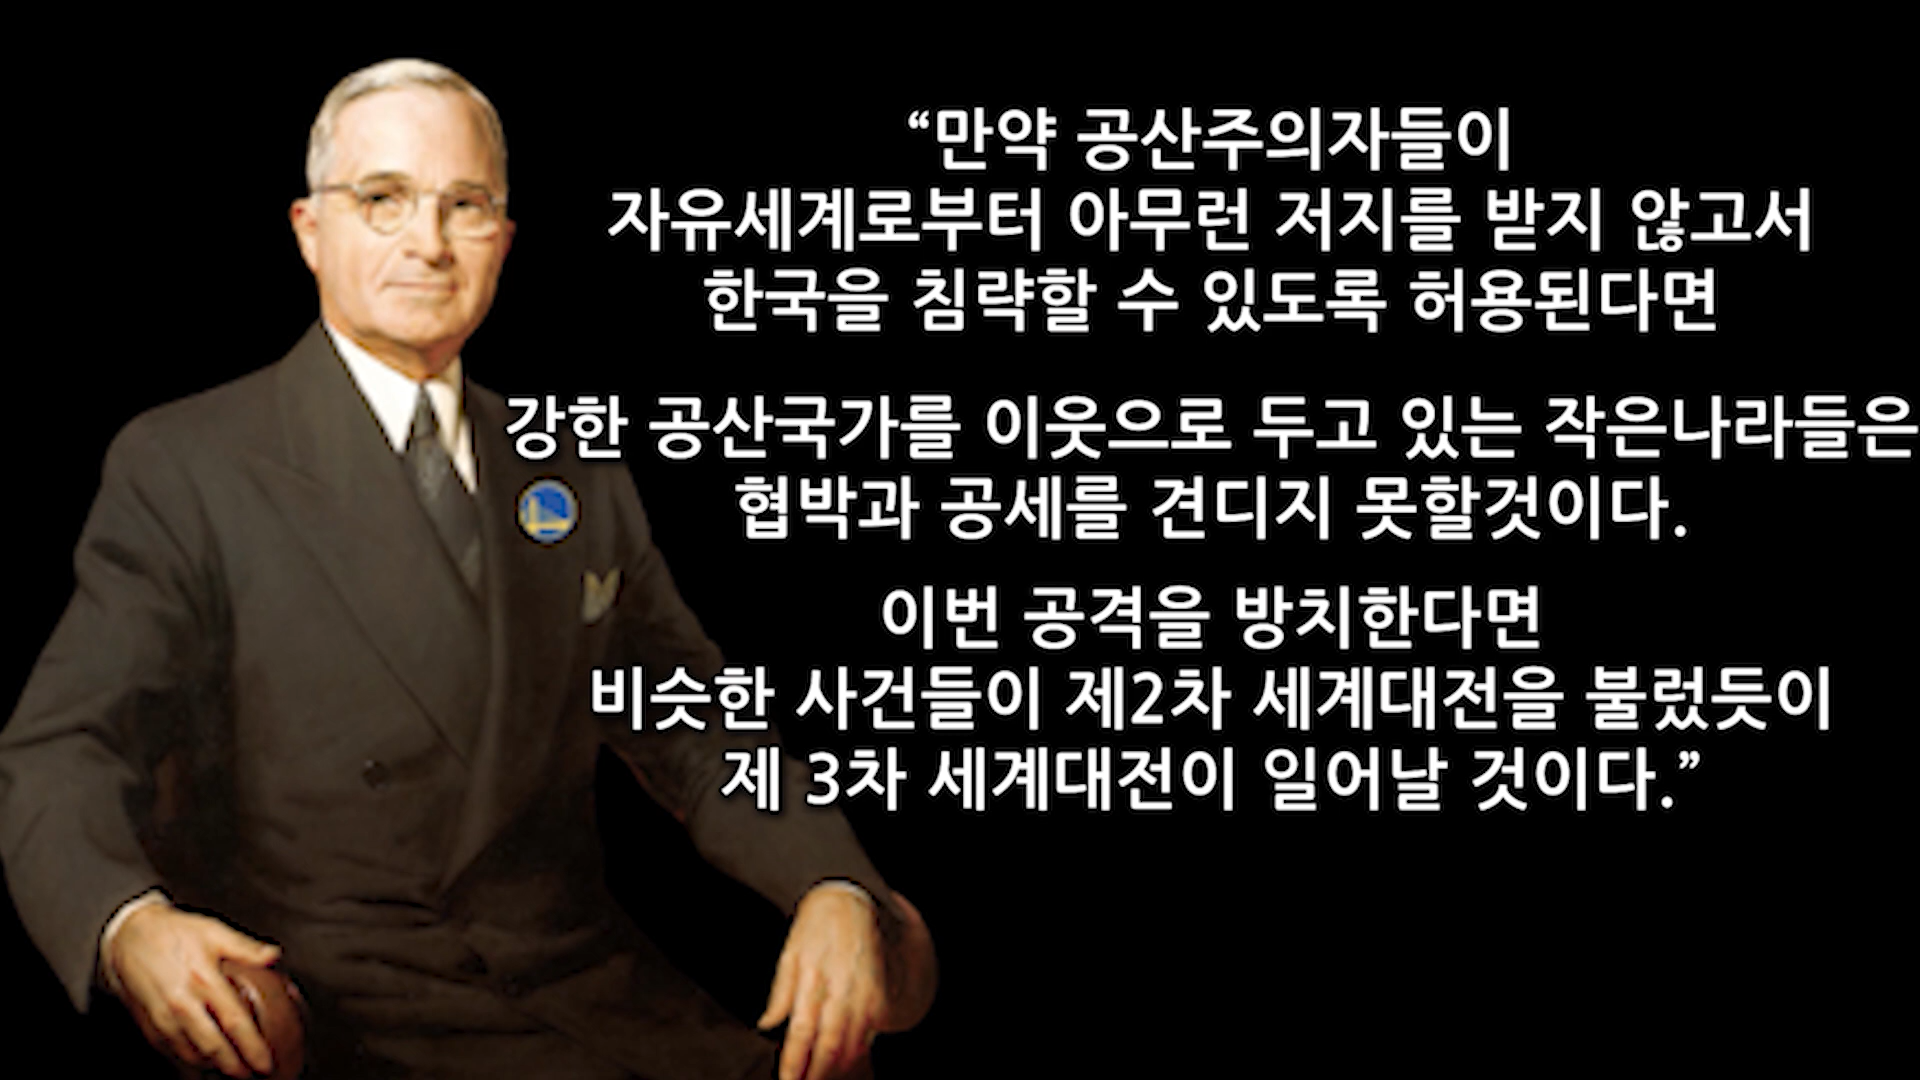 “만약 공산주의자들이
자유세계로부터 아무런 저지를 받지 않고서
한국을 침략할 수 있도록 허용된다면
강한 공산국가를 이웃으로 두고 있는 작은나라들은
협박과 공세를 견디지 못할것이다.
이번 공격을 방치한다면
비슷한 사건들이 제2차 세계대전을 불렀듯이
제 3차 세계대전이 일어날 것이다.”